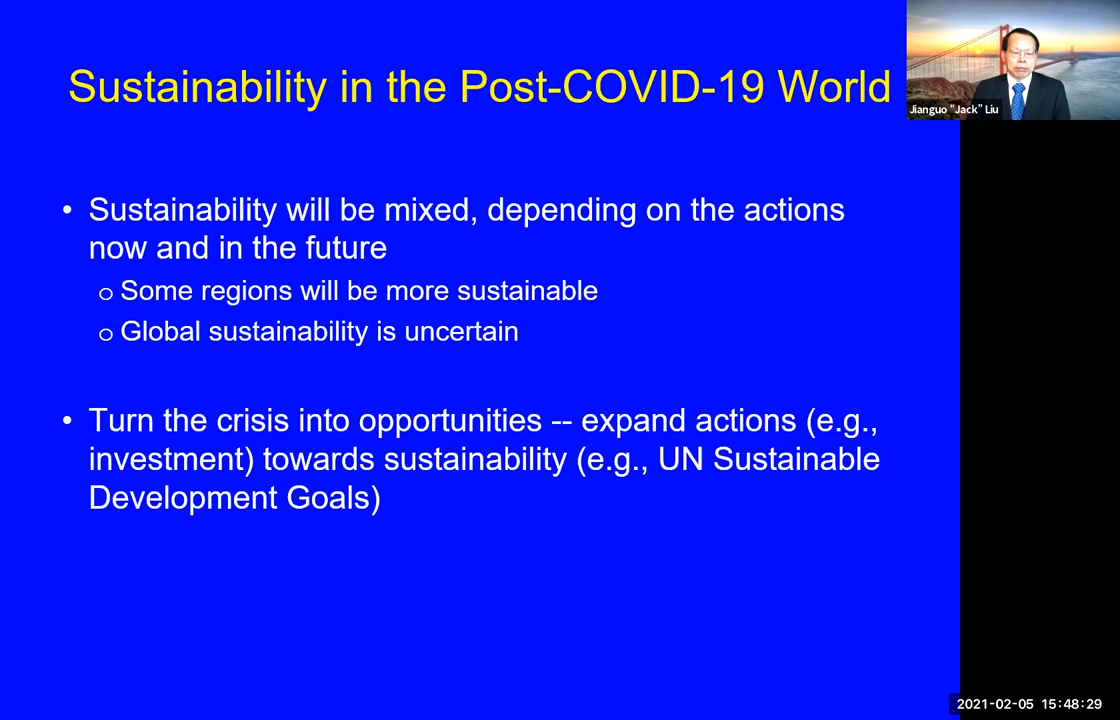 Sustainability in the Post-COVID-19 World
Jianguo "Jack" Liu
• Sustainability will be mixed, depending on the actions
now and in the future
o Some regions will be more sustainable
o Global sustainability is uncertain
• Turn the crisis into opportunities -- expand actions (e.g.,
investment) towards sustainability (e.g., UN Sustainable
Development Goals)
2021-02-05 15:48:29